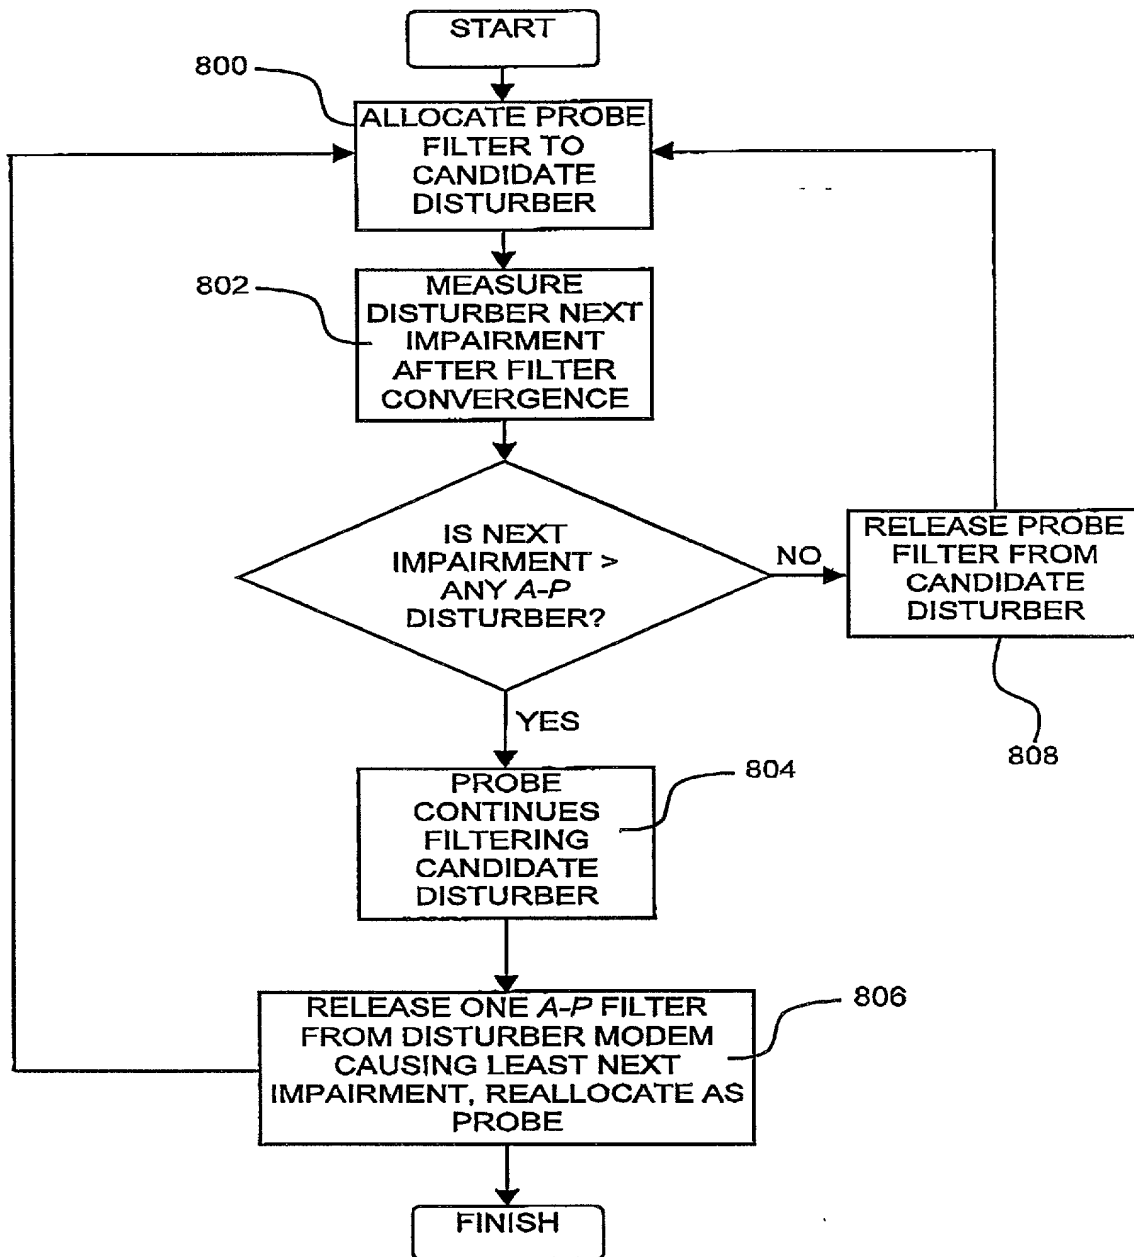 START
800
ALLOCATE PROBE
FILTER TO
CANDIDATE
DISTURBER
802
MEASURE
DISTURBER NEXT
IMPAIRMENT
AFTER FILTER
CONVERGENCE
IS NEXT
IMPAIRMENT >
ANY A-P
DISTURBER?
NO
RELEASE PROBE
FILTER FROM
CANDIDATE
DISTURBER
808
YES
PROBE
CONTINUES
FILTERING
CANDIDATE
DISTURBER
804
RELEASE ONE A-P FILTER
FROM DISTURBER MODEM
CAUSING LEAST NEXT
IMPAIRMENT, REALLOCATE AS
PROBE
806
FINISH